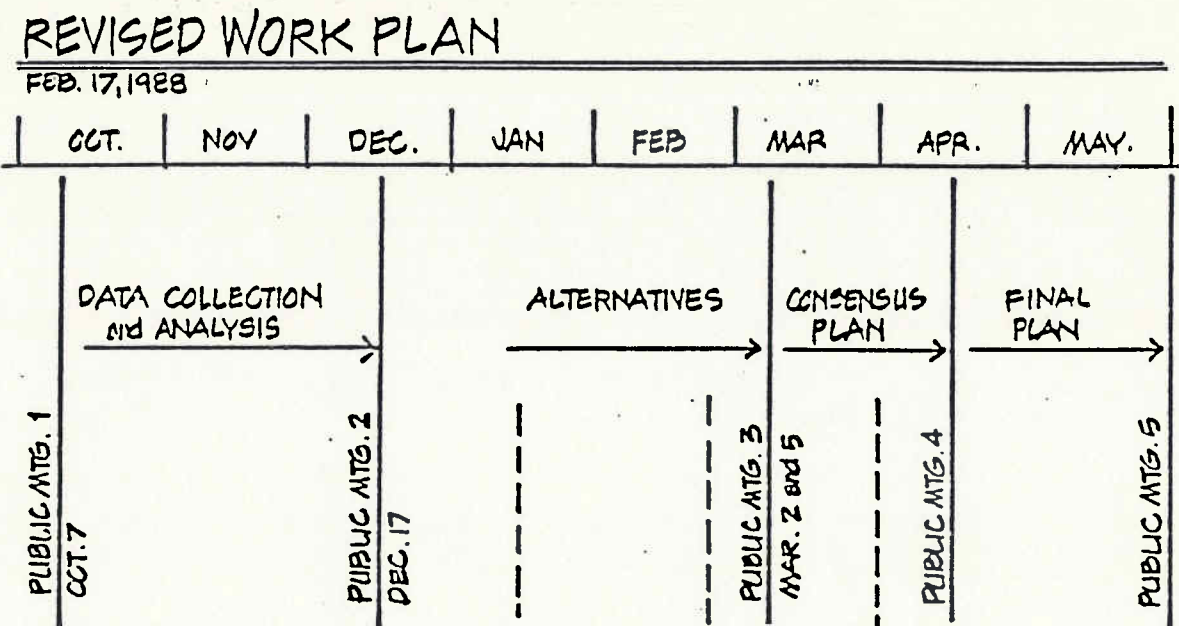 REVISED WORK PLAN
FEB. 17, 1988
OCT. NOV DEC. JAN FEB MAR APR. MAY.
DATA COLLECTION
and ANALYSIS
ALTERNATIVES
CONSENSUS
PLAN
FINAL
PLAN
PUBLIC MTG. 1
OCT. 7
PUBLIC MTG. 2
DEC. 17
PUBLIC MTG. 3
MAR. 2 and 5
PUBLIC MTG. 4
PUBLIC MTG. 5